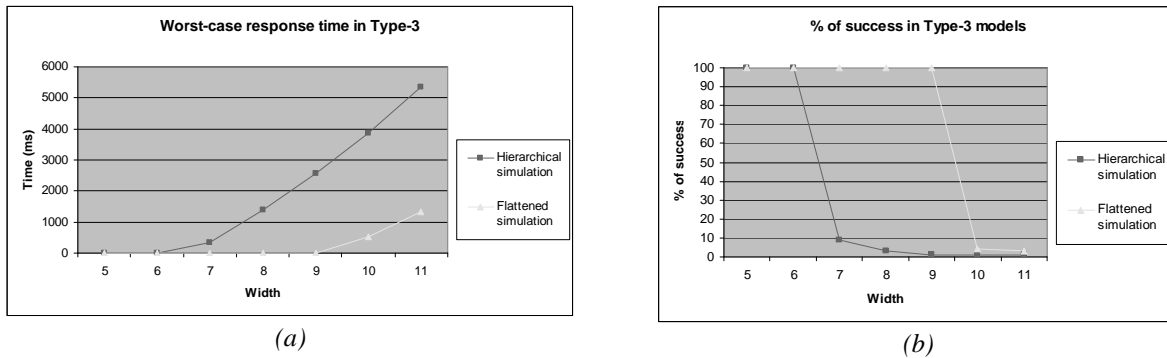 Worst-case response time in Type-3
6000
5000
4000
3000
2000
1000
0
Time (ms)
5 6 7 8 9 10 11
Width
Hierarchical
simulation
Flattened
simulation
(a)
% of success in Type-3 models
100
90
80
70
60
50
40
30
20
10
0
% of success
5 6 7 8 9 10 11
Width
Hierarchical
simulation
Flattened
simulation
(b)